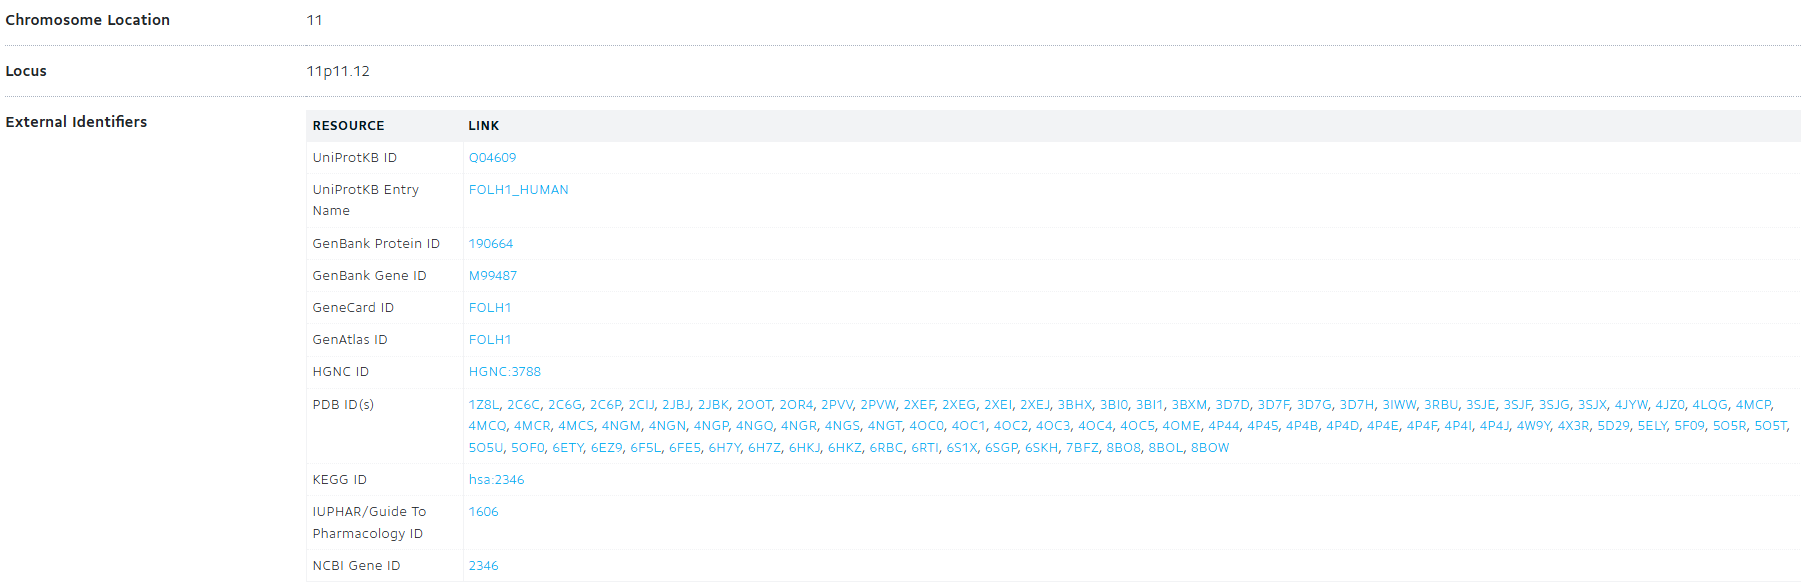 Chromosome Location 11
Locus 11p11.12
External Identifiers
RESOURCE LINK
UniProtKB ID Q04609
UniProtKB Entry Name FOLH1_HUMAN
GenBank Protein ID 190664
GenBank Gene ID M99487
GeneCard ID FOLH1
GenAtlas ID FOLH1
HGNC ID HGNC:3788
PDB ID(s) 1Z8L, 2C6C, 2C6G, 2C6P, 2CIJ, 2JBJ, 2JBK, 2OOT, 2OR4, 2PVV, 2PVW, 2XEF, 2XEG, 2XEI, 2XEJ, 3BHX, 3BI0, 3BI1, 3BXM, 3D7D, 3D7F, 3D7G, 3D7H, 3IWW, 3RBU, 3SJE, 3SJF, 3SJG, 3SJX, 4JYW, 4JZ0, 4LQG, 4MCP,
4MCQ, 4MCR, 4MCS, 4NGM, 4NGN, 4NGP, 4NGQ, 4NGR, 4NGS, 4NGT, 4OC0, 4OC1, 4OC2, 4OC3, 4OC4, 4OC5, 4OME, 4P44, 4P45, 4P4B, 4P4D, 4P4E, 4P4F, 4P4I, 4P4J, 4W9Y, 4X3R, 5D29, 5ELY, 5F09, 5O5R, 5O5T,
5O5U, 5OF0, 6ETY, 6EZ9, 6F5L, 6FE5, 6H7Y, 6H7Z, 6HKJ, 6HKZ, 6RBC, 6RTI, 6S1X, 6SGP, 6SKH, 7BFZ, 8BO8, 8BOL, 8BOW
KEGG ID hsa:2346
IUPHAR/Guide To Pharmacology ID 1606
NCBI Gene ID 2346